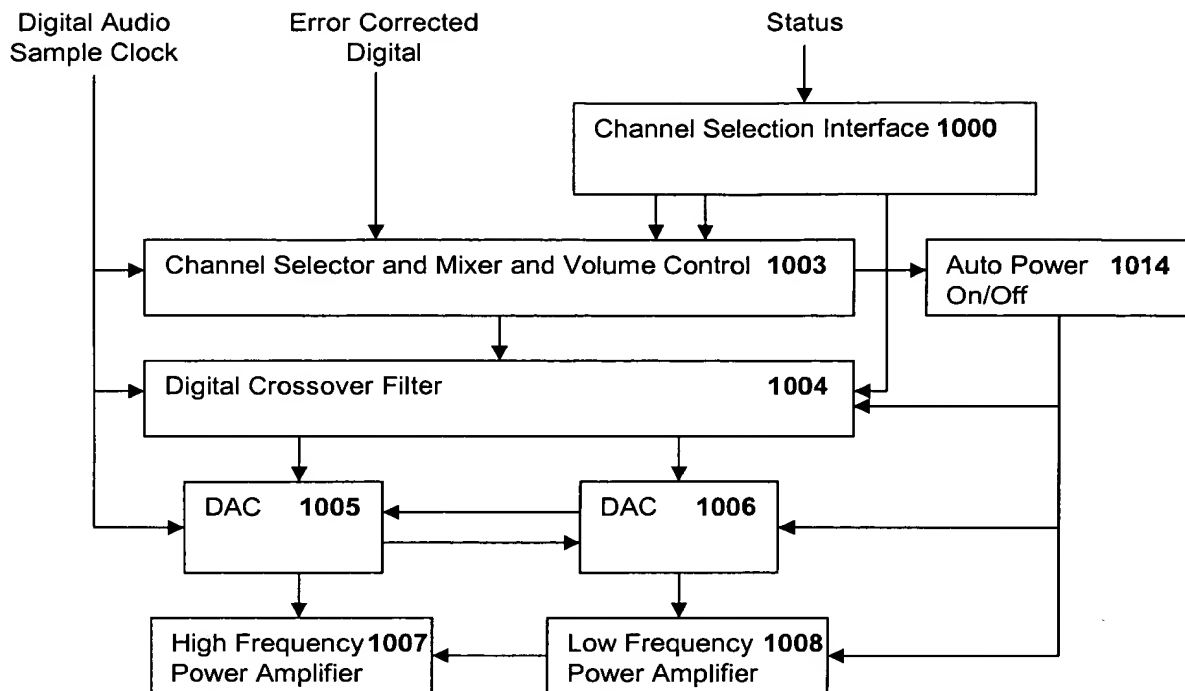 Digital Audio
Sample Clock
Error Corrected
Digital
Status
Channel Selection Interface 1000
Channel Selector and Mixer and Volume Control 1003
Auto Power 1014
On/Off
Digital Crossover Filter 1004
DAC 1005
DAC 1006
High Frequency 1007
Power Amplifier
Low Frequency 1008
Power Amplifier